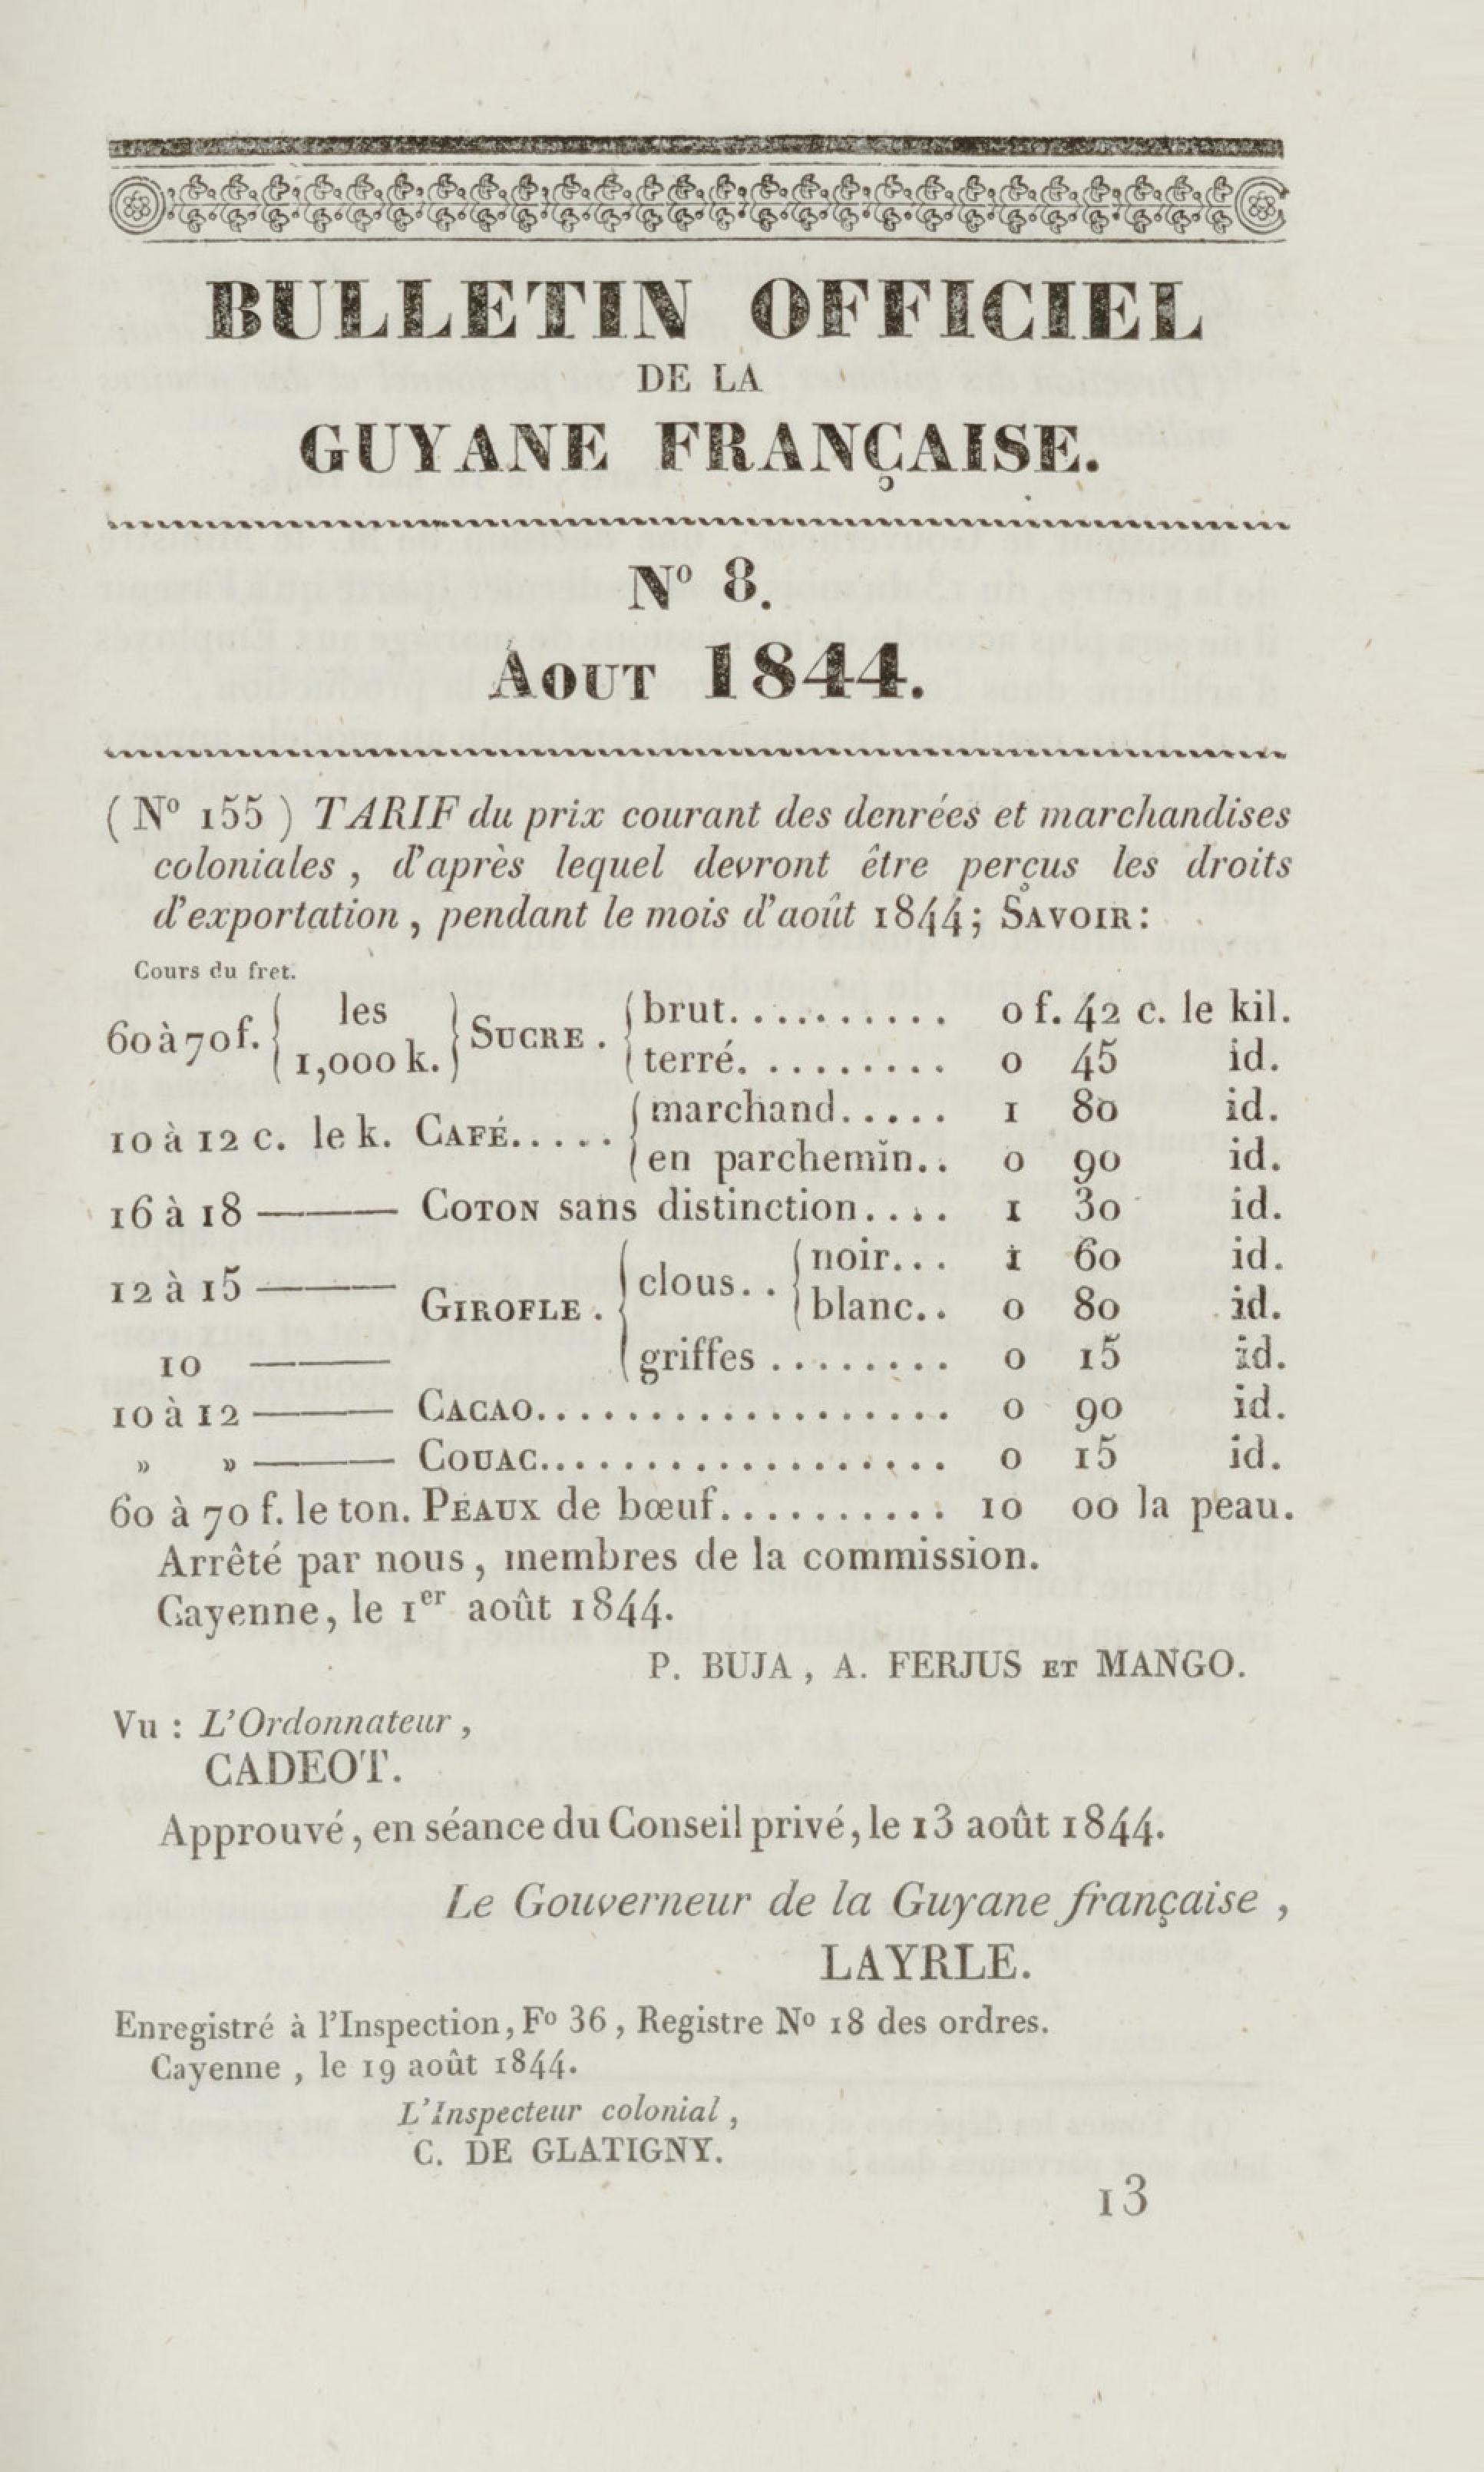 BULLETIN OFFICIEL
DE LA
GUYANE FRANÇAISE.
Nº 8.
AOUT 1844.
( Nº 155 ) TARIF du prix courant des denrées et marchandises
coloniales , d'après lequel devront être perçus les droits
d'exportation , pendant le mois d'août 1844; SAVOIR:
Cours du fret.
60 à 70 f. { les 1,000 k. } SUCRE . { brut.......... 0 f. 42 c. le kil.
terré. ......... 0 45 id.
10 à 12 c. le k. CAFÉ..... { marchand..... 1 80 id.
en parchemin.. 0 90 id.
16 à 18 ——— COTON sans distinction.... 1 30 id.
12 à 15 ——— GIROFLE . { clous. . { noir... 1 60 id.
blanc.. 0 80 id.
10 ——— griffes ........ 0 15 id.
10 à 12 ——— CACAO.................. 0 90 id.
» » ——— COUAC.................. 0 15 id.
60 à 70 f. le ton. PEAUX de bœuf.......... 10 00 la peau.
Arrêté par nous , membres de la commission.
Cayenne, le 1er août 1844.
P. BUJA , A. FERJUS ET MANGO.
Vu : L'Ordonnateur ,
CADEOT.
Approuvé , en séance du Conseil privé , le 13 août 1844.
Le Gouverneur de la Guyane française ,
LAYRLE.
Enregistré à l'Inspection, Fº 36 , Registre Nº 18 des ordres.
Cayenne , le 19 août 1844.
L'Inspecteur colonial ,
C. DE GLATIGNY.
13